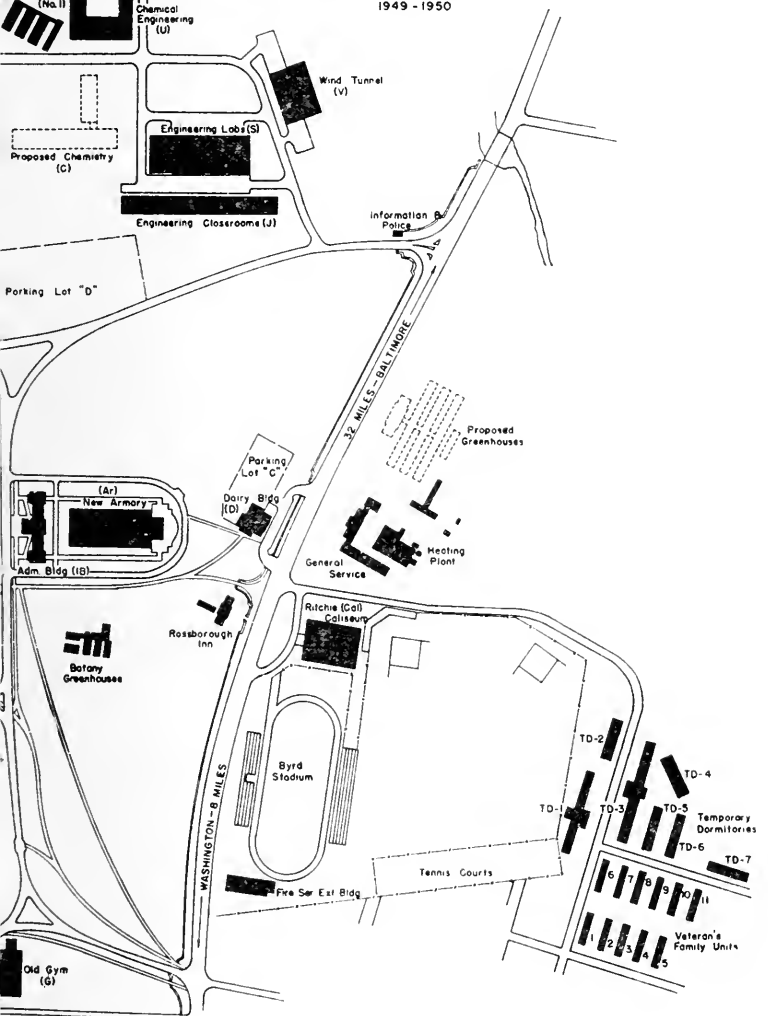 (No.1)
Chemical
Engineering
(U)
1949 - 1950
Wind Tunnel
(V)
Engineering Labs (S)
Proposed Chemistry
(C)
Engineering Classrooms (J)
Information &
Police
Parking Lot "D"
32 MILES - BALTIMORE
Proposed
Greenhouses
Parking
Lot "C"
(Ar)
New Armory
Dairy Bldg
(D)
Heating
Plant
General
Service
Adm. Bldg (1B)
Ritchie (Col)
Coliseum
Rossborough
Inn
Botany
Greenhouses
TD-2
TD-4
Byrd
Stadium
TD-1
TD-3
TD-5
Temporary
Dormitories
TD-6
TD-7
WASHINGTON - 8 MILES
Tennis Courts
Fire Ser Ext Bldg
6 7 8 9 10 11
Veteran's
Family Units
1 2 3 4 5
Old Gym
(G)